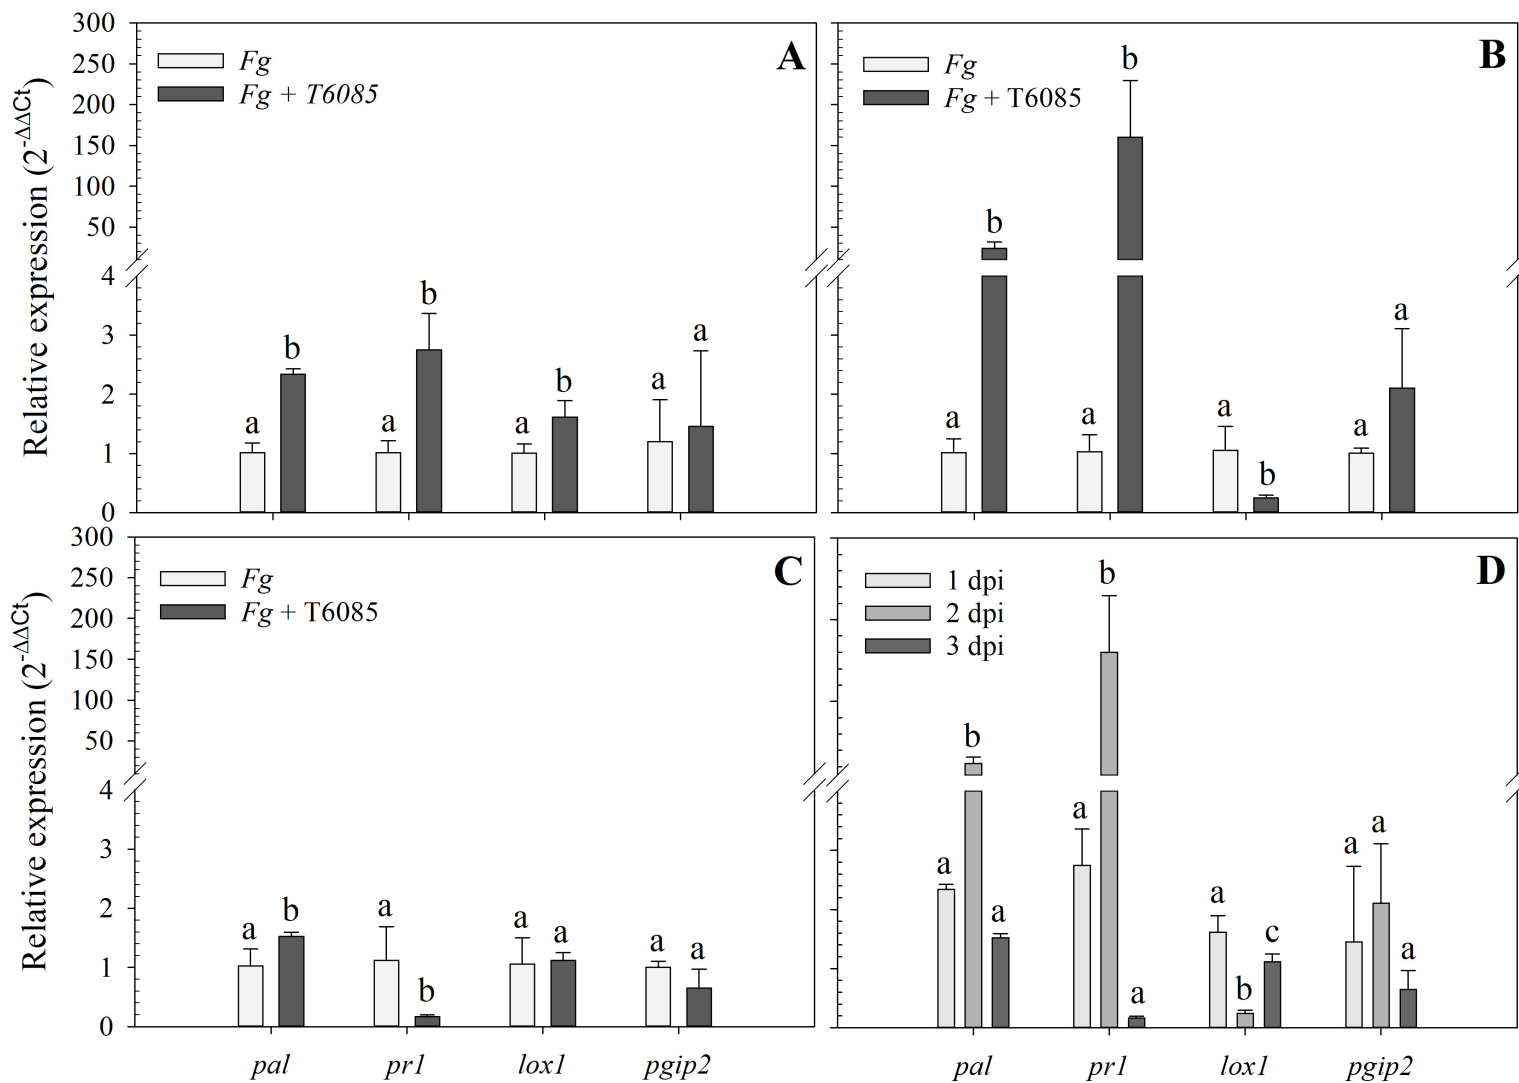 Relative expression (2^-ΔΔCt)
300
250
200
150
100
50
4
3
2
1
0
Fg
Fg + T6085
A
a
b
a
b
a
b
a
a
Fg
Fg + T6085
B
a
b
a
b
a
b
a
a
Relative expression (2^-ΔΔCt)
300
250
200
150
100
50
4
3
2
1
0
Fg
Fg + T6085
C
a
b
a
b
a
a
a
a
pal pr1 lox1 pgip2
1 dpi
2 dpi
3 dpi
D
a
b
a
a
b
a
a
b
c
a
a
a
pal pr1 lox1 pgip2